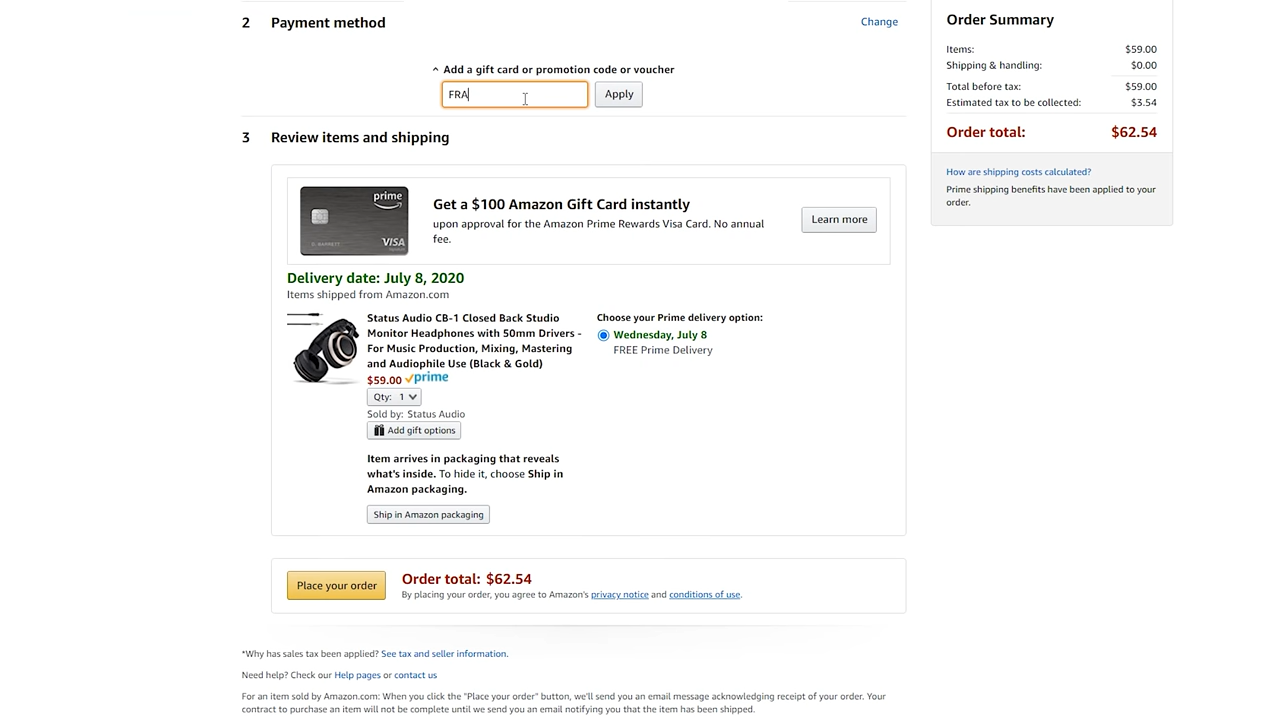 2 Payment method
Change
^ Add a gift card or promotion code or voucher
FRA
Apply
3 Review items and shipping
prime
VISA
Get a $100 Amazon Gift Card instantly
upon approval for the Amazon Prime Rewards Visa Card. No annual
fee.
Learn more
Delivery date: July 8, 2020
Items shipped from Amazon.com
Status Audio CB-1 Closed Back Studio
Monitor Headphones with 50mm Drivers -
For Music Production, Mixing, Mastering
and Audiophile Use (Black & Gold)
$59.00 prime
Qty: 1
Sold by: Status Audio
Add gift options
Item arrives in packaging that reveals
what's inside. To hide it, choose Ship in
Amazon packaging.
Ship in Amazon packaging
Choose your Prime delivery option:
Wednesday, July 8
FREE Prime Delivery
Place your order
Order total: $62.54
By placing your order, you agree to Amazon's privacy notice and conditions of use.
*Why has sales tax been applied? See tax and seller information.
Need help? Check our Help pages or contact us
For an item sold by Amazon.com: When you click the "Place your order" button, we'll send you an email message acknowledging receipt of your order. Your
contract to purchase an item will not be complete until we send you an email notifying you that the item has been shipped.
Order Summary
Items: $59.00
Shipping & handling: $0.00
Total before tax: $59.00
Estimated tax to be collected: $3.54
Order total: $62.54
How are shipping costs calculated?
Prime shipping benefits have been applied to your
order.